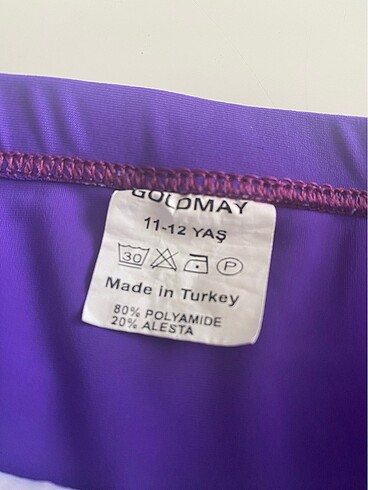 GOLDMAY
11-12 YAŞ
30 P
Made in Turkey
80% POLYAMIDE
20% ALESTA